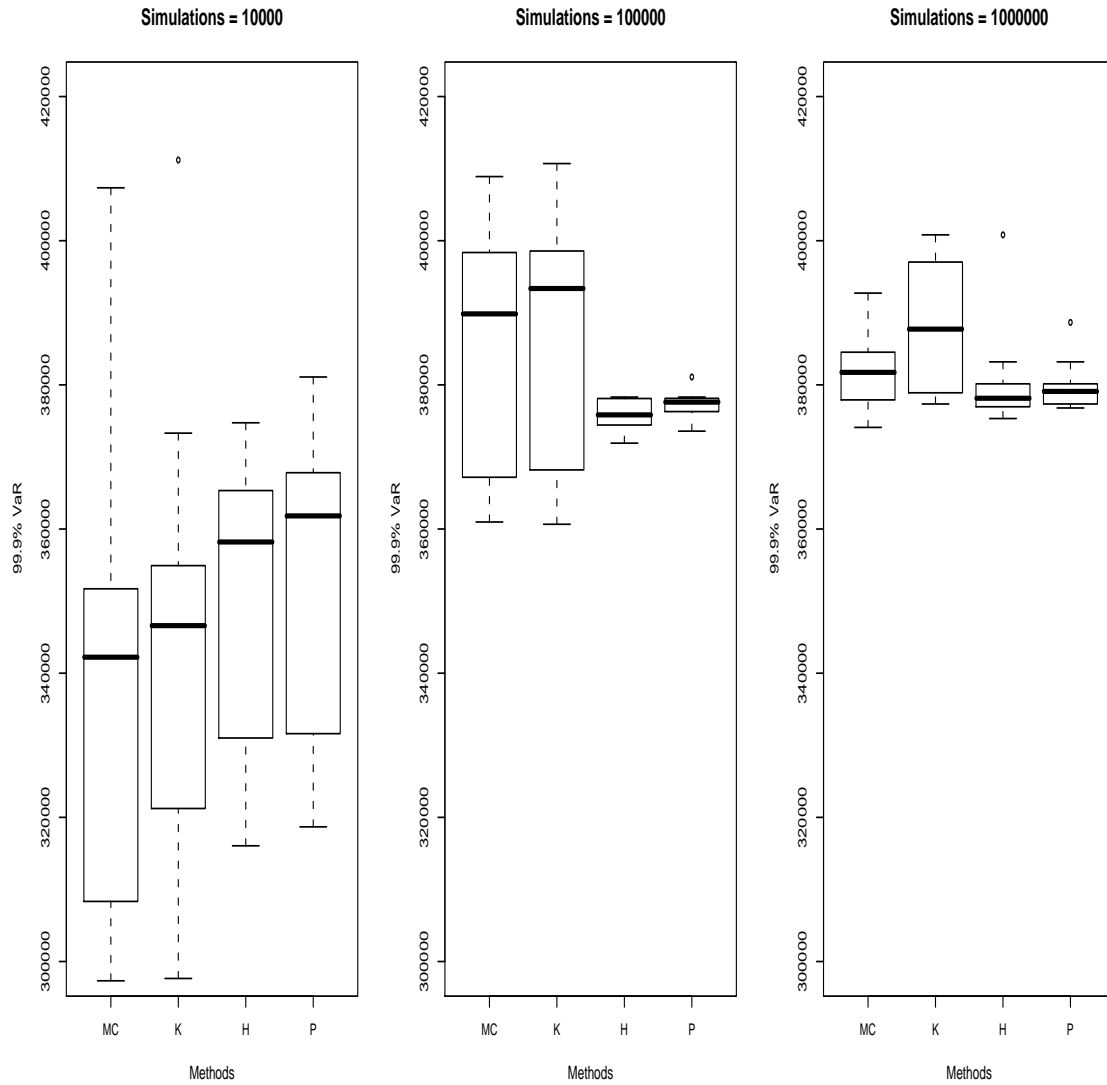 Simulations = 10000
99.9% VaR
420000
400000
380000
360000
340000
320000
300000
MC K H P
Methods
Simulations = 100000
99.9% VaR
420000
400000
380000
360000
340000
320000
300000
MC K H P
Methods
Simulations = 1000000
99.9% VaR
420000
400000
380000
360000
340000
320000
300000
MC K H P
Methods